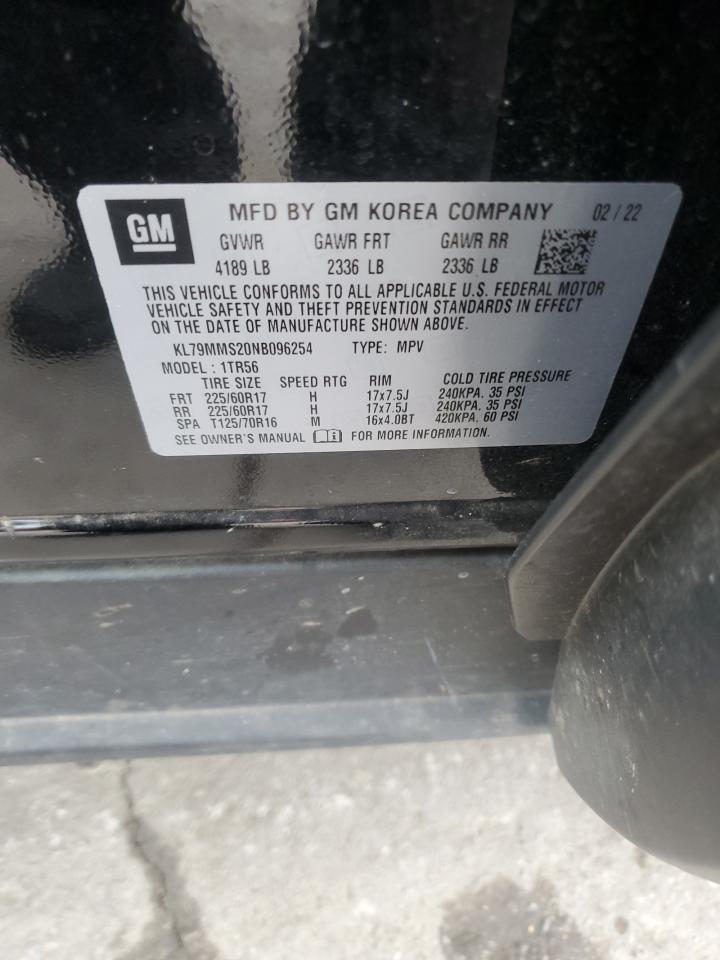 GM MFD BY GM KOREA COMPANY 02 / 22
GVWR GAWR FRT GAWR RR
4189 LB 2336 LB 2336 LB
THIS VEHICLE CONFORMS TO ALL APPLICABLE U.S. FEDERAL MOTOR
VEHICLE SAFETY AND THEFT PREVENTION STANDARDS IN EFFECT
ON THE DATE OF MANUFACTURE SHOWN ABOVE.
KL79MMS20NB096254 TYPE: MPV
MODEL : 1TR56
TIRE SIZE SPEED RTG RIM COLD TIRE PRESSURE
FRT 225/60R17 H 17x7.5J 240KPA, 35 PSI
RR 225/60R17 H 17x7.5J 240KPA, 35 PSI
SPA T125/70R16 M 16x4.0BT 420KPA, 60 PSI
SEE OWNER'S MANUAL FOR MORE INFORMATION.